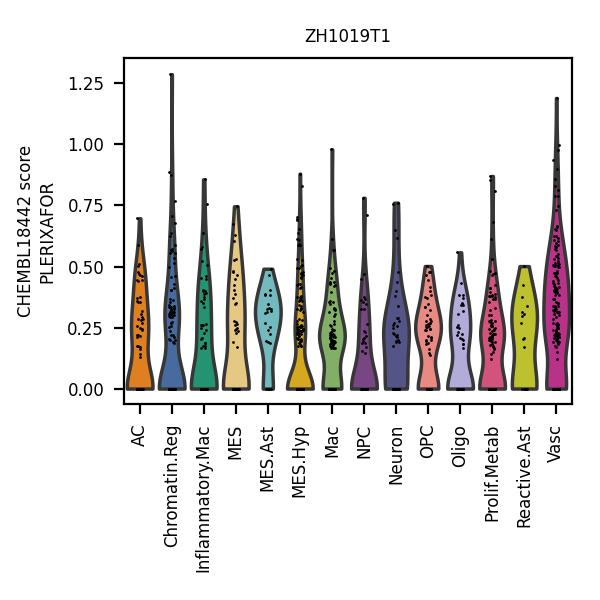 ZH1019T1
CHEMBL18442 score
PLERIXAFOR
1.25
1.00
0.75
0.50
0.25
0.00
AC
Chromatin.Reg
Inflammatory.Mac
MES
MES.Ast
MES.Hyp
Mac
NPC
Neuron
OPC
Oligo
Prolif.Metab
Reactive.Ast
Vasc